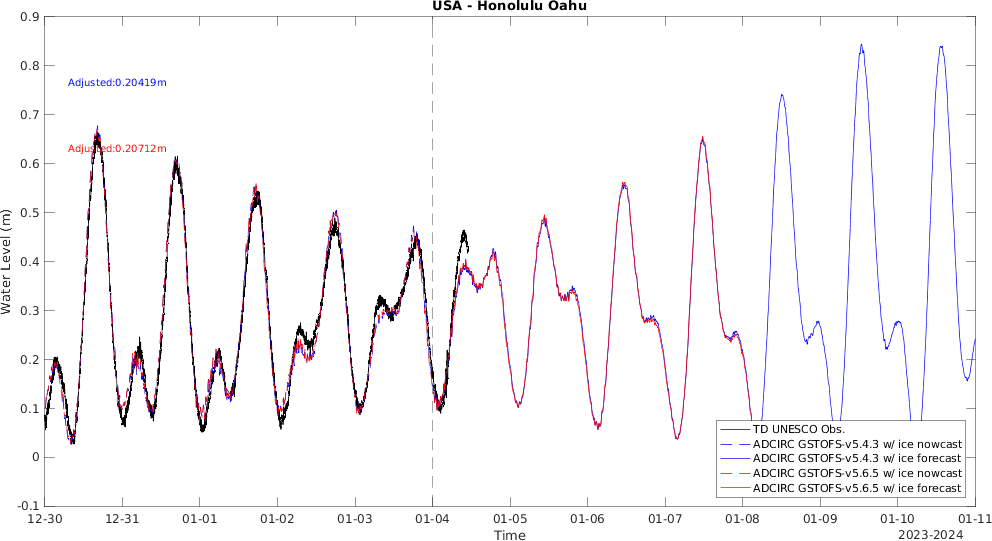 USA - Honolulu Oahu
0.9
0.8
0.7
0.6
0.5
0.4
0.3
0.2
0.1
0
-0.1
Water Level (m)
Adjusted:0.20419m
Adjusted:0.20712m
TD UNESCO Obs.
ADCIRC GSTOFS-v5.4.3 w/ ice nowcast
ADCIRC GSTOFS-v5.4.3 w/ ice forecast
ADCIRC GSTOFS-v5.6.5 w/ ice nowcast
ADCIRC GSTOFS-v5.6.5 w/ ice forecast
12-30 12-31 01-01 01-02 01-03 01-04 01-05 01-06 01-07 01-08 01-09 01-10 01-11
Time
2023-2024